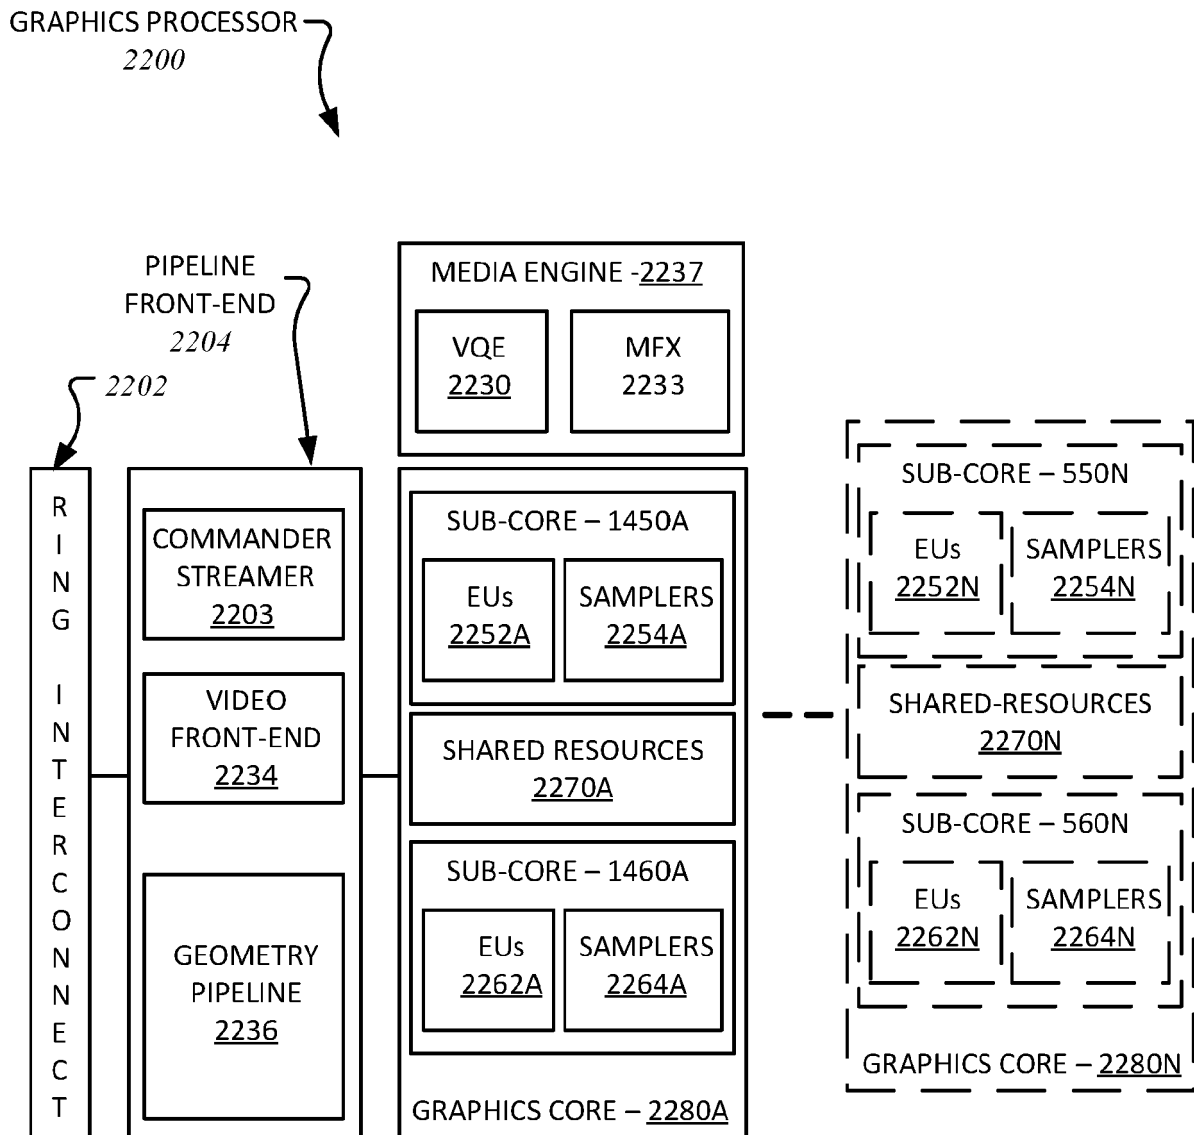 GRAPHICS PROCESSOR
2200
PIPELINE
FRONT-END
2204
2202
RING INTERCONNECT
COMMANDER
STREAMER
2203
VIDEO
FRONT-END
2234
GEOMETRY
PIPELINE
2236
MEDIA ENGINE -2237
VQE
2230
MFX
2233
SUB-CORE – 1450A
EUs
2252A
SAMPLERS
2254A
SHARED RESOURCES
2270A
SUB-CORE – 1460A
EUs
2262A
SAMPLERS
2264A
GRAPHICS CORE – 2280A
SUB-CORE – 550N
EUs
2252N
SAMPLERS
2254N
SHARED-RESOURCES
2270N
SUB-CORE – 560N
EUs
2262N
SAMPLERS
2264N
GRAPHICS CORE – 2280N